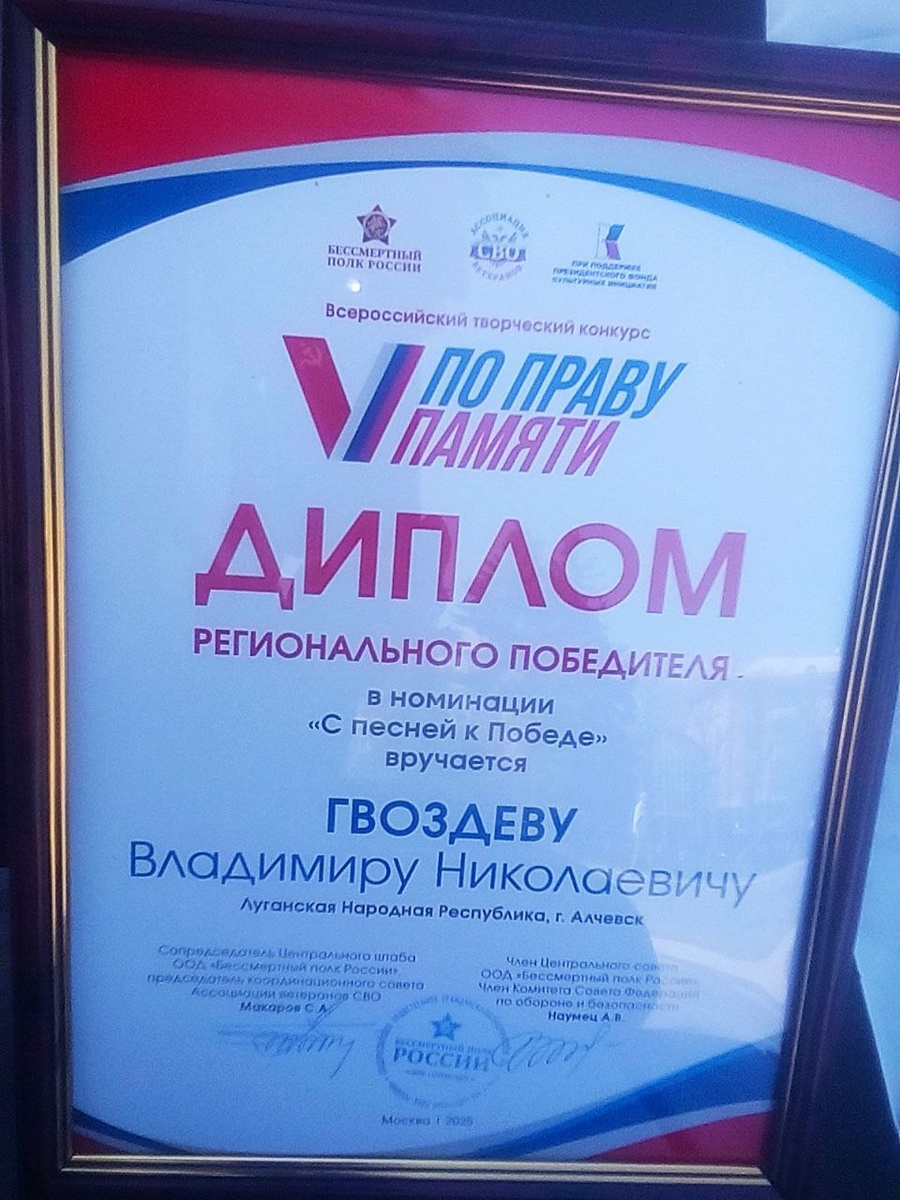 БЕССМЕРТНЫЙ
ПОЛК РОССИИ
АССОЦИАЦИЯ
СВО
ВЕТЕРАНОВ
ПРИ ПОДДЕРЖКЕ
ПРЕЗИДЕНТСКОГО ФОНДА
КУЛЬТУРНЫХ ИНИЦИАТИВ
Всероссийский творческий конкурс
ПО ПРАВУ
ПАМЯТИ
ДИПЛОМ
РЕГИОНАЛЬНОГО ПОБЕДИТЕЛЯ
в номинации
«С песней к Победе»
вручается
ГВОЗДЕВУ
Владимиру Николаевичу
Луганская Народная Республика, г. Алчевск
Сопредседатель Центрального штаба
ООД «Бессмертный полк России»,
председатель координационного совета
Ассоциации ветеранов СВО
Макаров С.А.
Член Центрального совета
ООД «Бессмертный полк России»
Член Комитета Совета Федерации
по обороне и безопасности
Наумец А.В.
БЕССМЕРТНЫЙ ПОЛК
РОССИИ
Москва | 2025